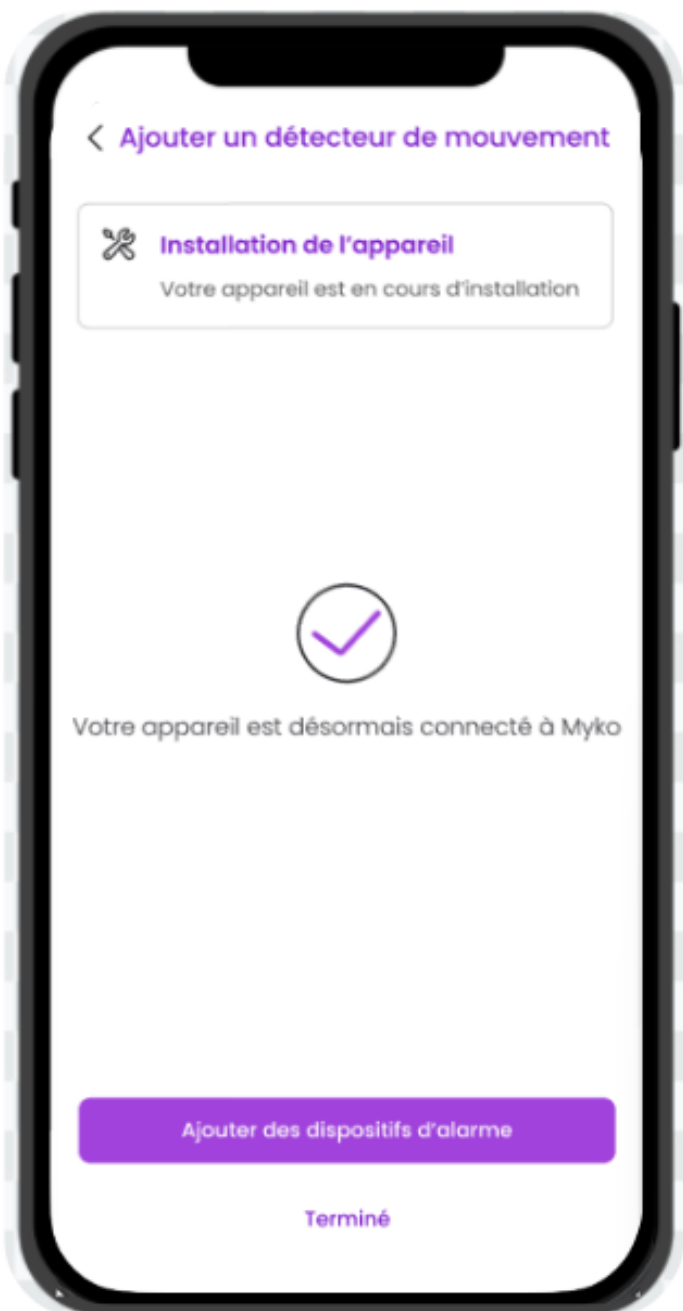 Ajouter un détecteur de mouvement
Installation de l'appareil
Votre appareil est en cours d'installation
Votre appareil est désormais connecté à Myko
Ajouter des dispositifs d'alarme
Terminé